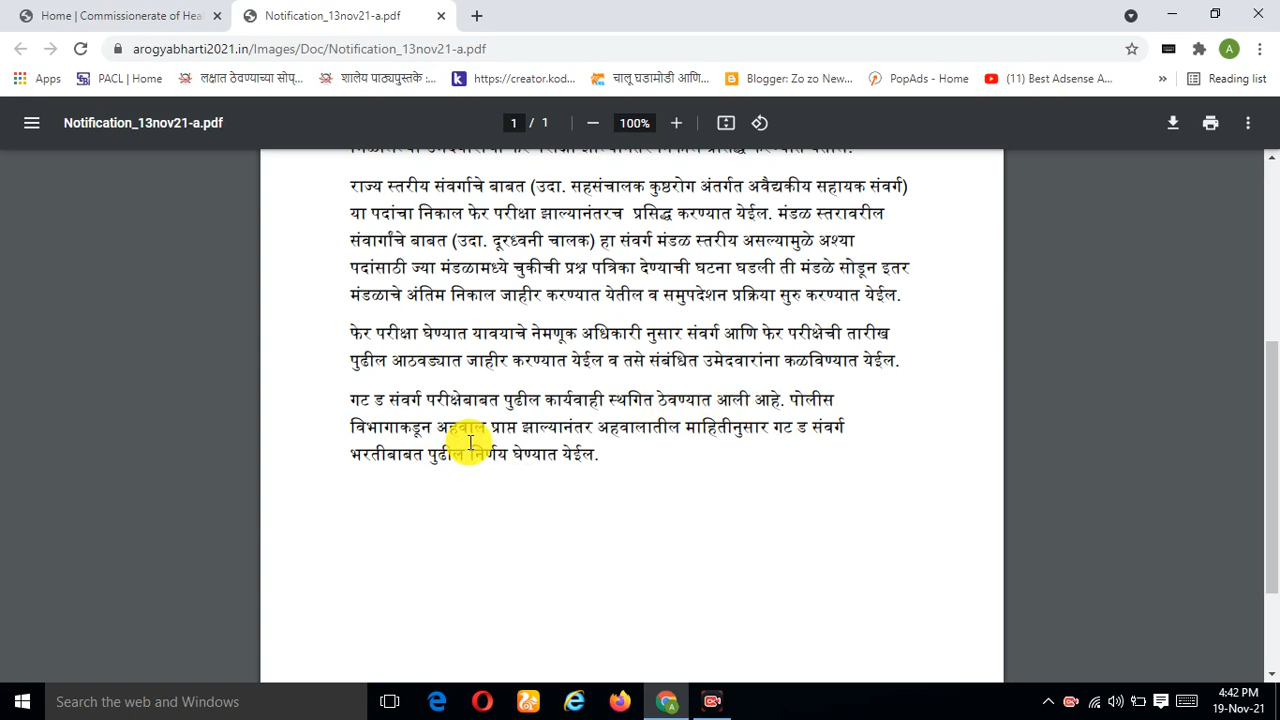 Home | Commissionerate of Hea
Notification_13nov21-a.pdf
A
arogyabharti2021.in/Images/Doc/Notification_13nov21-a.pdf
Apps
PACL | Home
लक्षात ठेवण्याच्या सोप्...
शालेय पाठ्यपुस्तके :...
https://creator.kod...
चालू घडामोडी आणि...
Blogger: Zo zo New...
PopAds - Home
(11) Best Adsense A...
»
Reading list
Notification_13nov21-a.pdf
1 / 1
100%
राज्य स्तरीय संवर्गाचे बाबत (उदा. सहसंचालक कुष्ठरोग अंतर्गत अवैद्यकीय सहायक संवर्ग)
या पदांचा निकाल फेर परीक्षा झाल्यानंतरच प्रसिद्ध करण्यात येईल. मंडळ स्तरावरील
संवार्गांचे बाबत (उदा. दूरध्वनी चालक) हा संवर्ग मंडळ स्तरीय असल्यामुळे अश्या
पदांसाठी ज्या मंडळामध्ये चुकीची प्रश्न पत्रिका देण्याची घटना घडली ती मंडळे सोडून इतर
मंडळाचे अंतिम निकाल जाहीर करण्यात येतील व समुपदेशन प्रक्रिया सुरु करण्यात येईल.
फेर परीक्षा घेण्यात यावयाचे नेमणूक अधिकारी नुसार संवर्ग आणि फेर परीक्षेची तारीख
पुढील आठवड्यात जाहीर करण्यात येईल व तसे संबंधित उमेदवारांना कळविण्यात येईल.
गट ड संवर्ग परीक्षेबाबत पुढील कार्यवाही स्थगित ठेवण्यात आली आहे. पोलीस
विभागाकडून अहवाल प्राप्त झाल्यानंतर अहवालातील माहितीनुसार गट ड संवर्ग
भरतीबाबत पुढील निर्णय घेण्यात येईल.
Search the web and Windows
4:42 PM
19-Nov-21